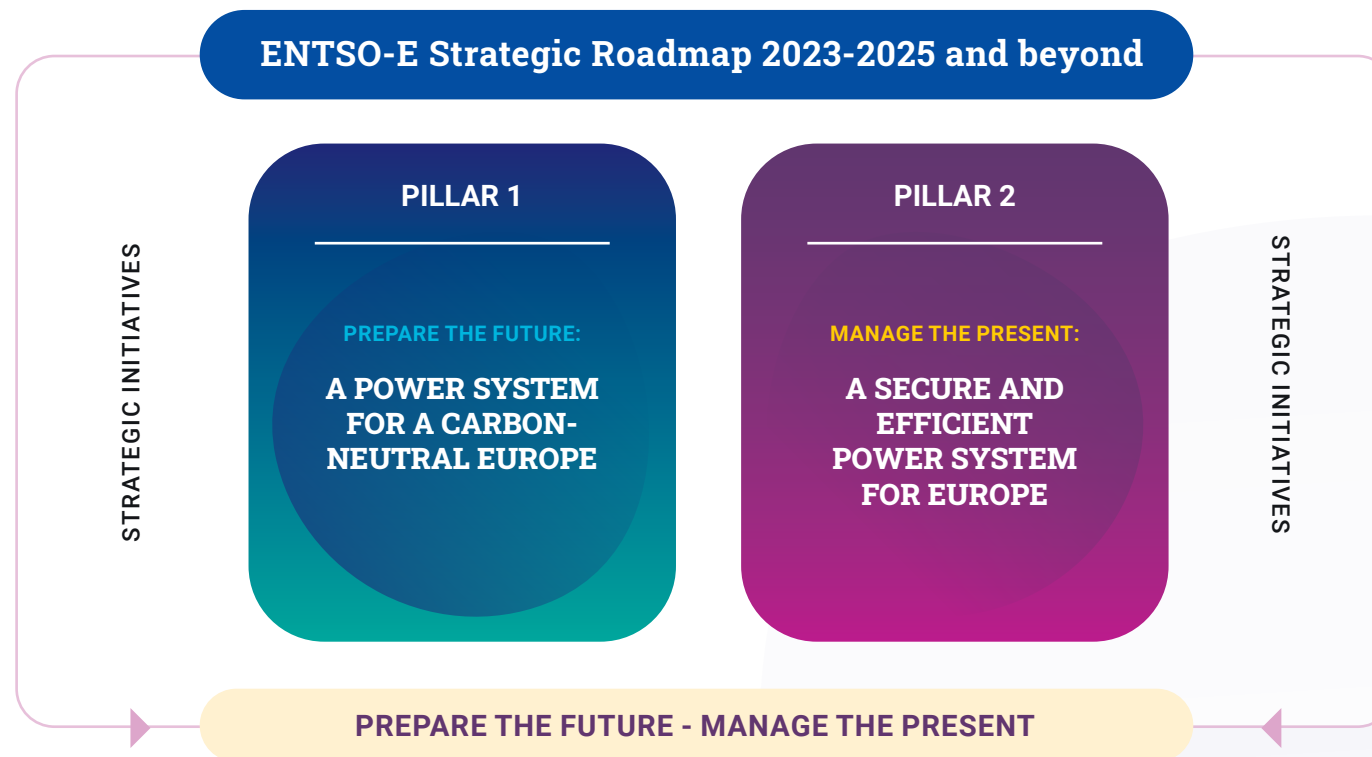 ENTSO-E Strategic Roadmap 2023-2025 and beyond
STRATEGIC INITIATIVES
PILLAR 1
PREPARE THE FUTURE:
A POWER SYSTEM
FOR A CARBON-
NEUTRAL EUROPE
PILLAR 2
MANAGE THE PRESENT:
A SECURE AND
EFFICIENT
POWER SYSTEM
FOR EUROPE
STRATEGIC INITIATIVES
PREPARE THE FUTURE - MANAGE THE PRESENT